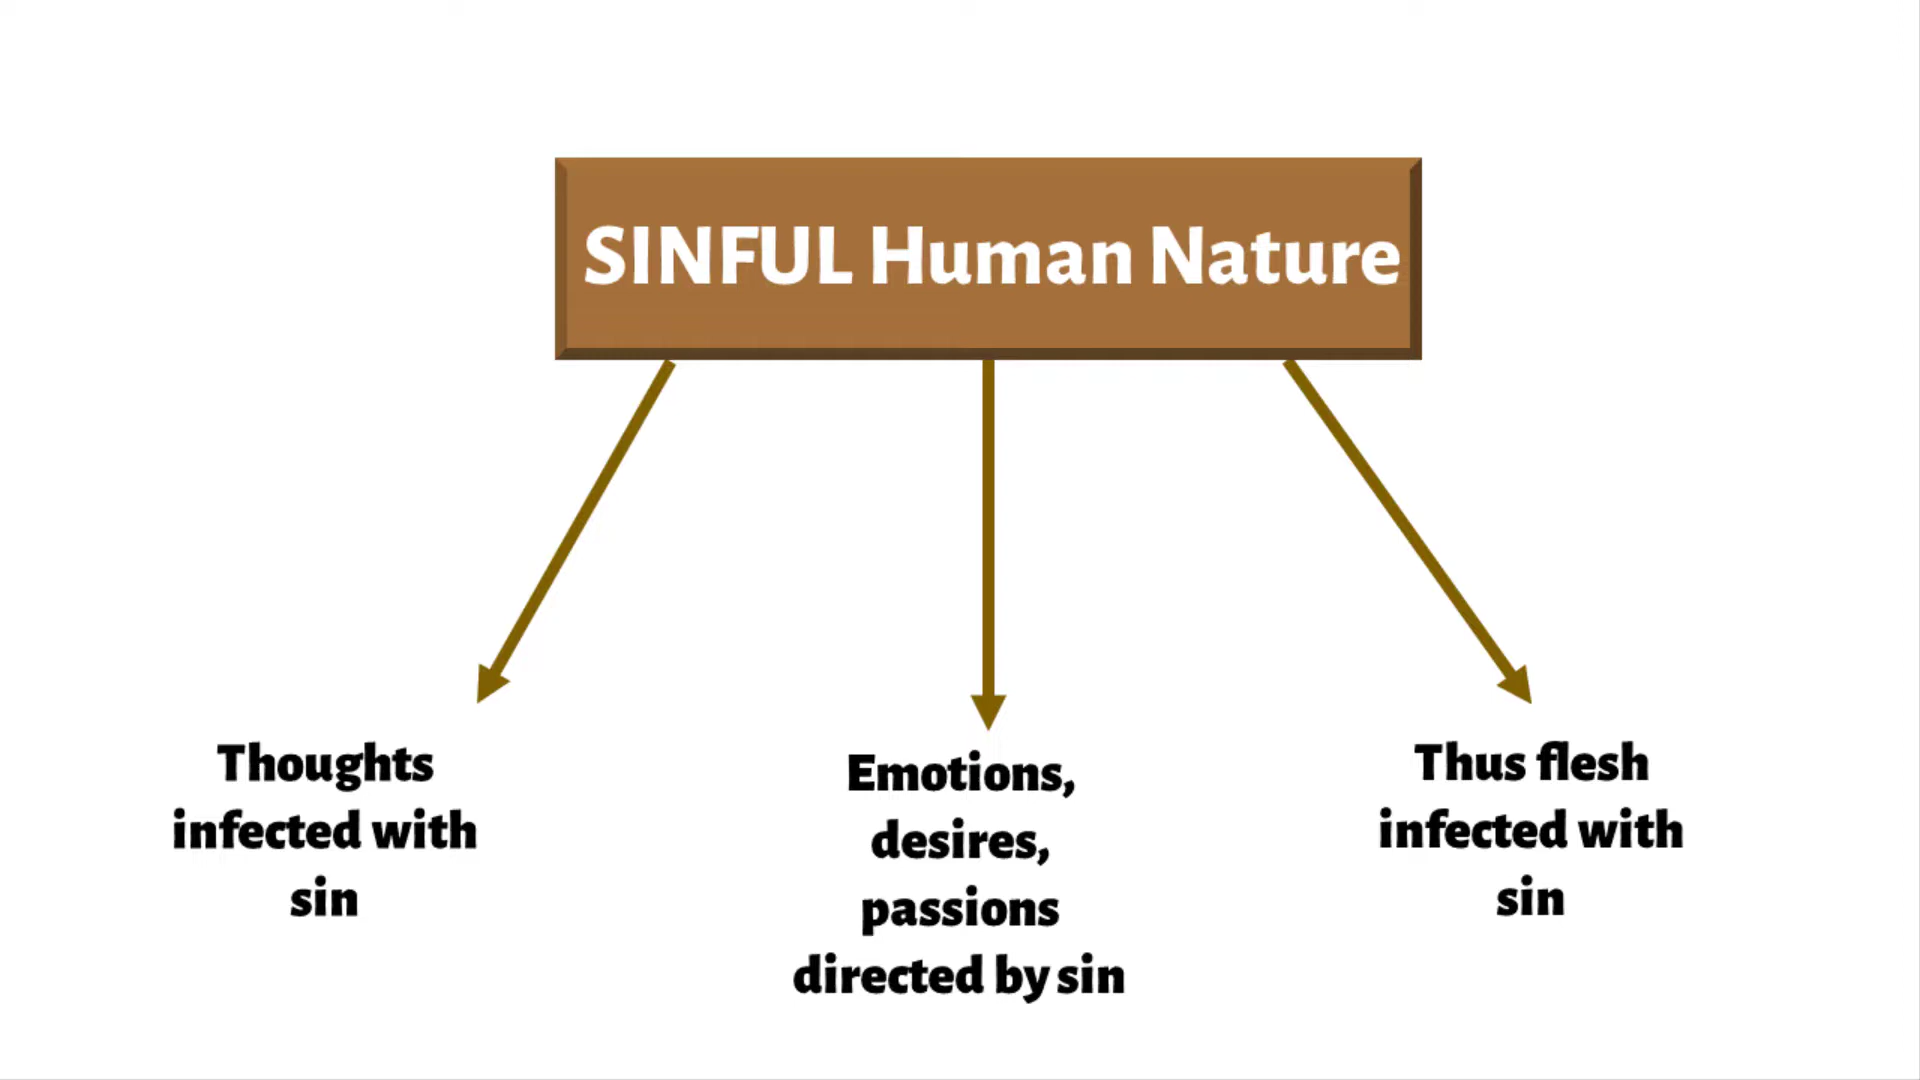 SINFUL Human Nature
Thoughts
infected with
sin
Emotions,
desires,
passions
directed by sin
Thus flesh
infected with
sin